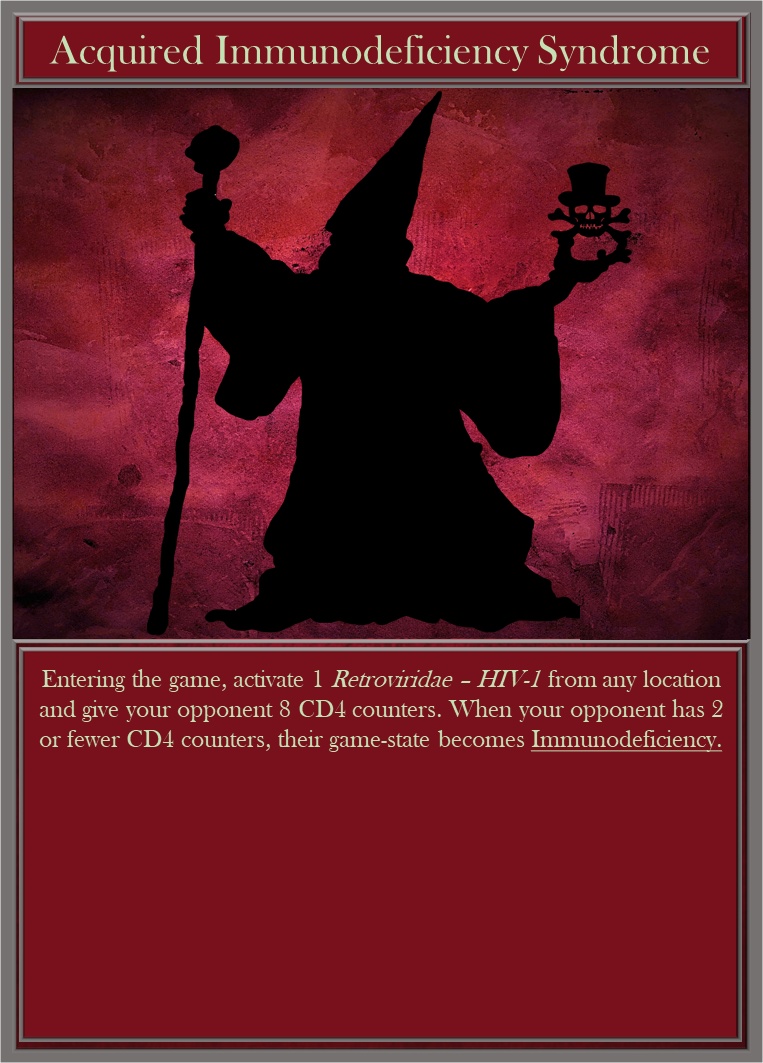 Acquired Immunodeficiency Syndrome
Entering the game, activate 1 Retroviridae – HIV-1 from any location
and give your opponent 8 CD4 counters. When your opponent has 2
or fewer CD4 counters, their game-state becomes Immunodeficiency.